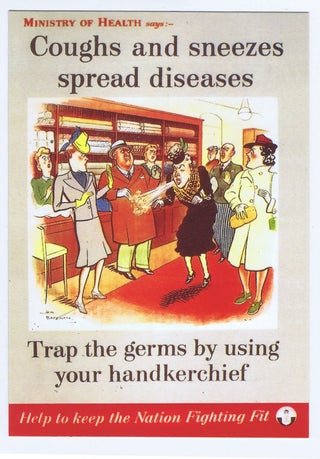 MINISTRY OF HEALTH says:-
Coughs and sneezes
spread diseases
Trap the germs by using
your handkerchief
Help to keep the Nation Fighting Fit